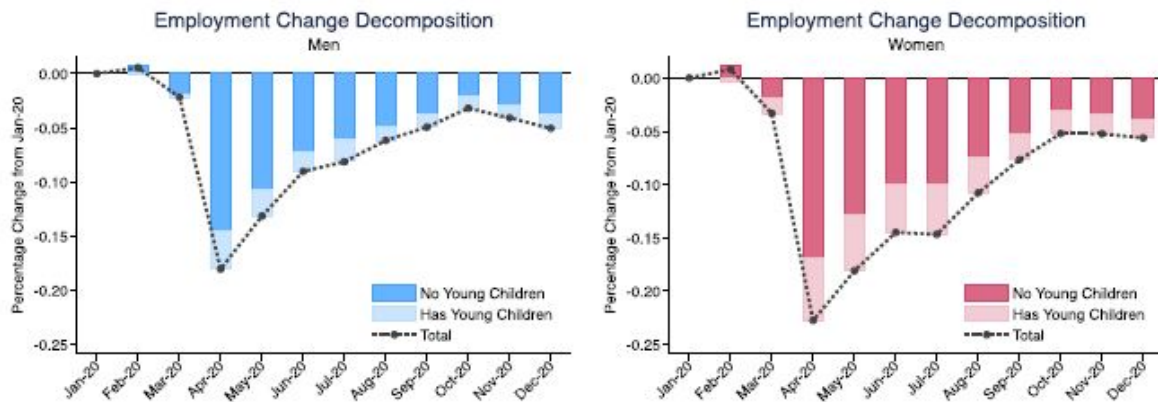 Employment Change Decomposition
Men
Percentage Change from Jan-20
0.00
-0.05
-0.10
-0.15
-0.20
-0.25
No Young Children
Has Young Children
Total
Jan-20
Feb-20
Mar-20
Apr-20
May-20
Jun-20
Jul-20
Aug-20
Sep-20
Oct-20
Nov-20
Dec-20
Employment Change Decomposition
Women
Percentage Change from Jan-20
0.00
-0.05
-0.10
-0.15
-0.20
-0.25
No Young Children
Has Young Children
Total
Jan-20
Feb-20
Mar-20
Apr-20
May-20
Jun-20
Jul-20
Aug-20
Sep-20
Oct-20
Nov-20
Dec-20